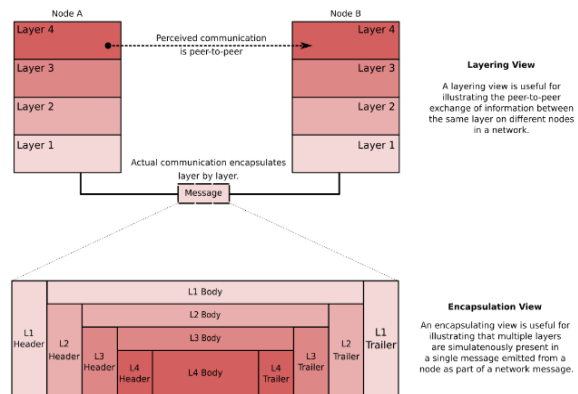 Node A
Node B
Layer 4
Layer 3
Layer 2
Layer 1
Perceived communication
is peer-to-peer
Layer 4
Layer 3
Layer 2
Layer 1
Layering View
A layering view is useful for
illustrating the peer-to-peer
exchange of information between
the same layer on different nodes
in a network.
Actual communication encapsulates
layer by layer.
Message
L1 Body
L2 Body
L3 Body
L4 Body
L1
Header
L2
Header
L3
Header
L4
Header
L4
Trailer
L3
Trailer
L2
Trailer
L1
Trailer
Encapsulation View
An encapsulating view is useful for
illustrating that multiple layers
are simulatenously present in
a single message emitted from a
node as part of a network message.